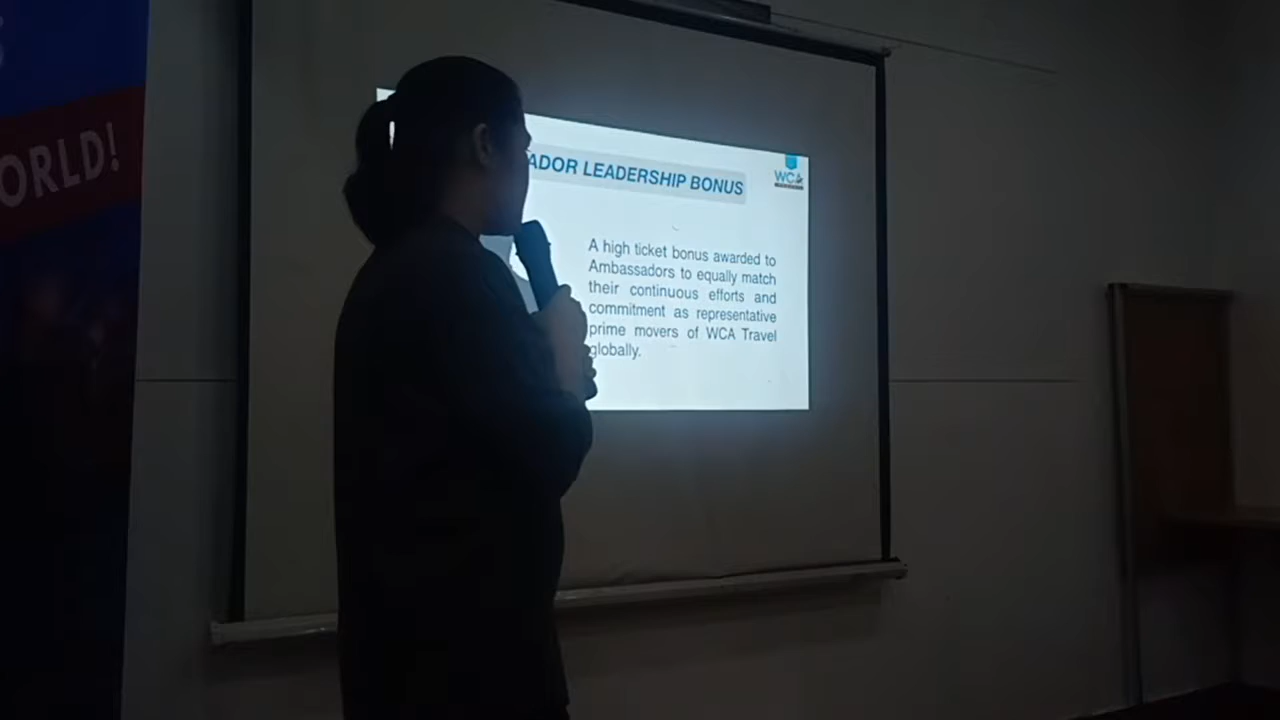 ORLD!
ADOR LEADERSHIP BONUS
WCA
A high ticket bonus awarded to
Ambassadors to equally match
their continuous efforts and
commitment as representative
prime movers of WCA Travel
globally.